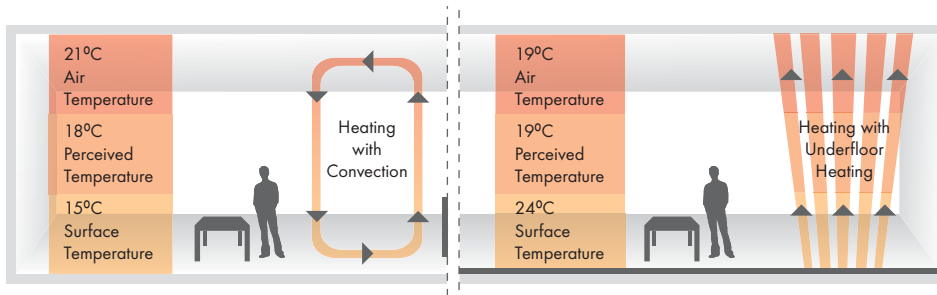 21ºC
Air
Temperature
18ºC
Perceived
Temperature
15ºC
Surface
Temperature
Heating
with
Convection
19ºC
Air
Temperature
19ºC
Perceived
Temperature
24ºC
Surface
Temperature
Heating with
Underfloor
Heating